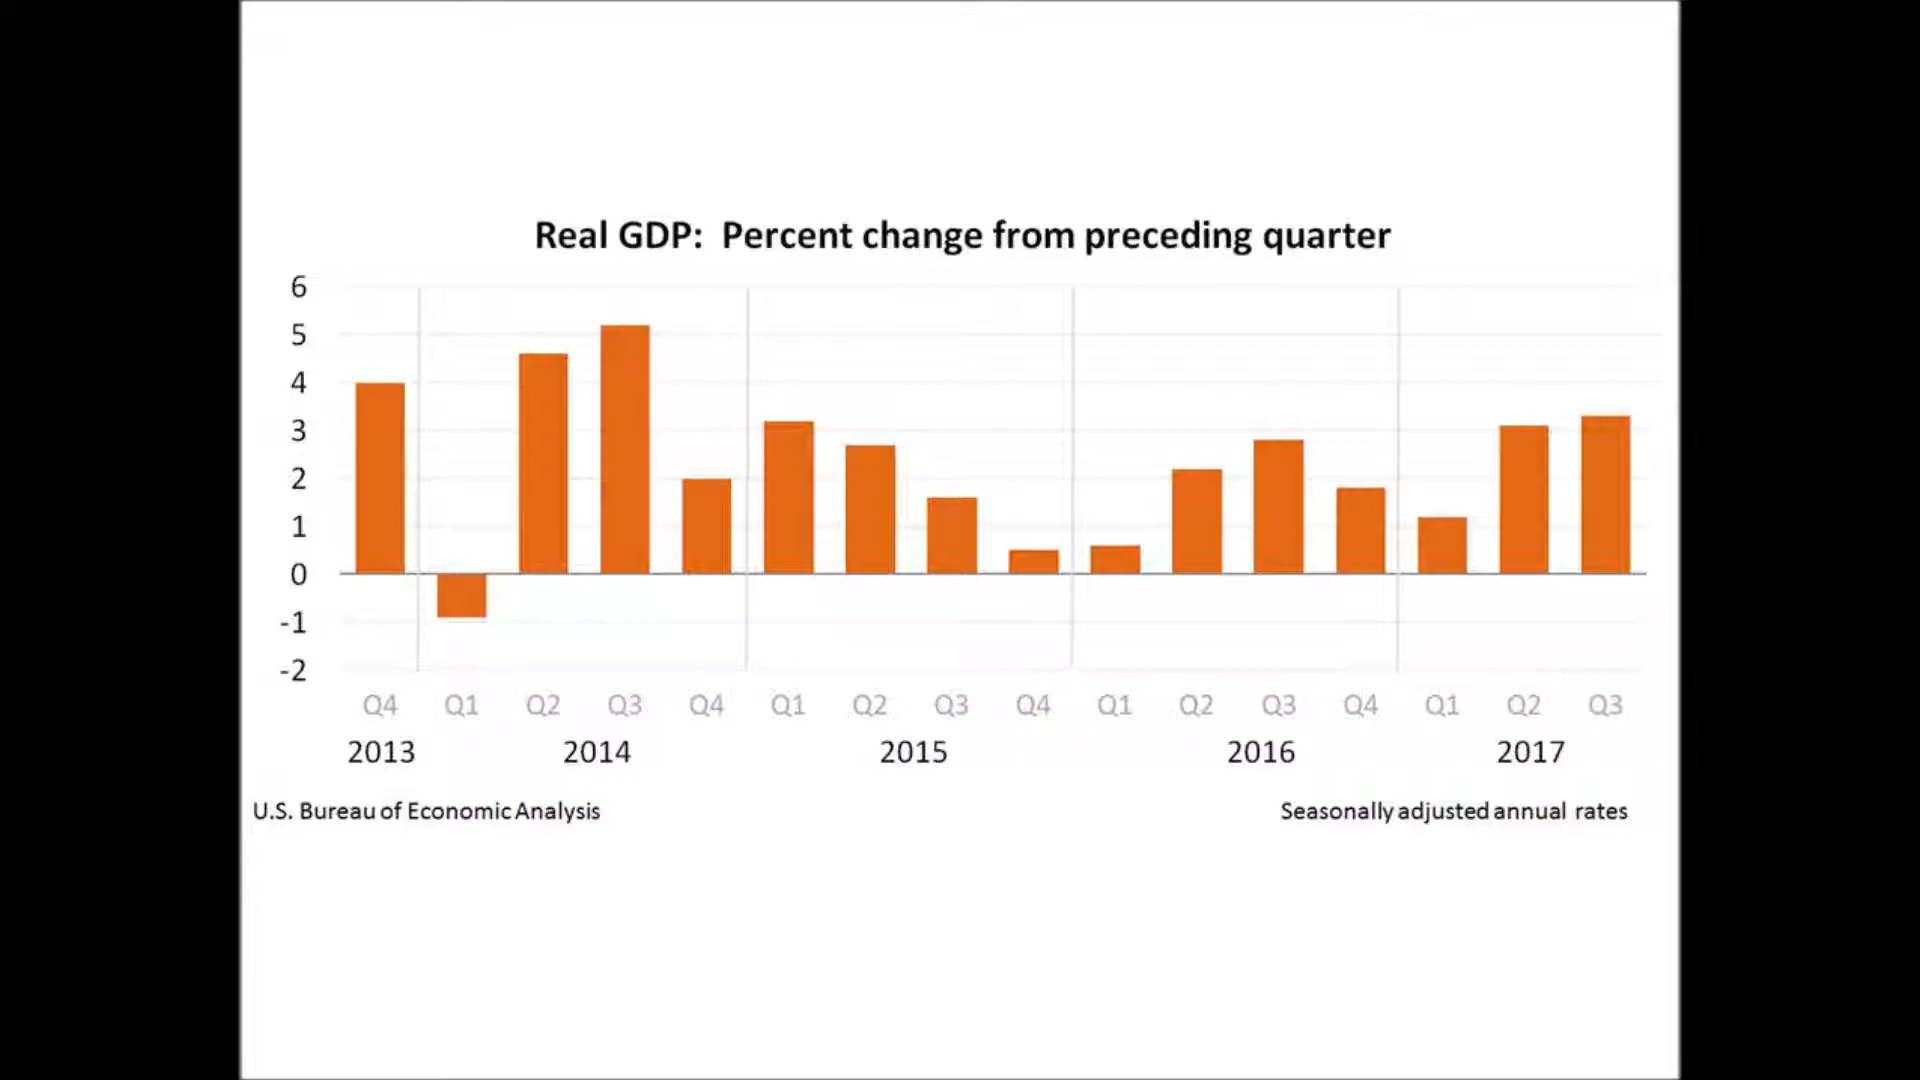 Real GDP: Percent change from preceding quarter
6
5
4
3
2
1
0
-1
-2
Q4 Q1 Q2 Q3 Q4 Q1 Q2 Q3 Q4 Q1 Q2 Q3 Q4 Q1 Q2 Q3
2013 2014 2015 2016 2017
U.S. Bureau of Economic Analysis Seasonally adjusted annual rates